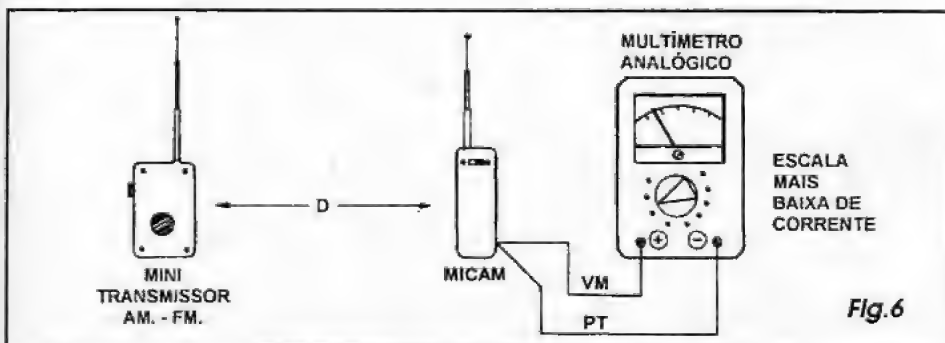 MULTÍMETRO
ANALÓGICO
ESCALA
MAIS
BAIXA DE
CORRENTE
D
MINI
TRANSMISSOR
AM. - FM.
MICAM
VM
PT
+ -
Fig.6